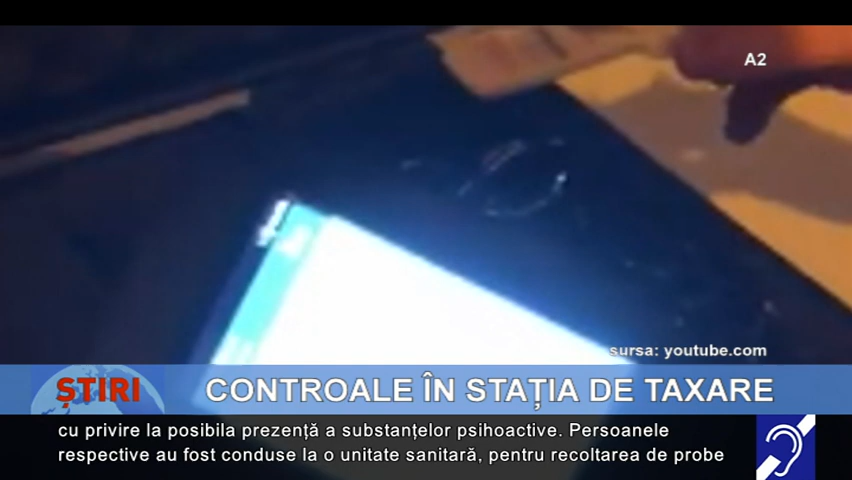 A2
sursa: youtube.com
ȘTIRI
CONTROALE ÎN STAȚIA DE TAXARE
cu privire la posibila prezență a substanțelor psihoactive. Persoanele
respective au fost conduse la o unitate sanitară, pentru recoltarea de probe